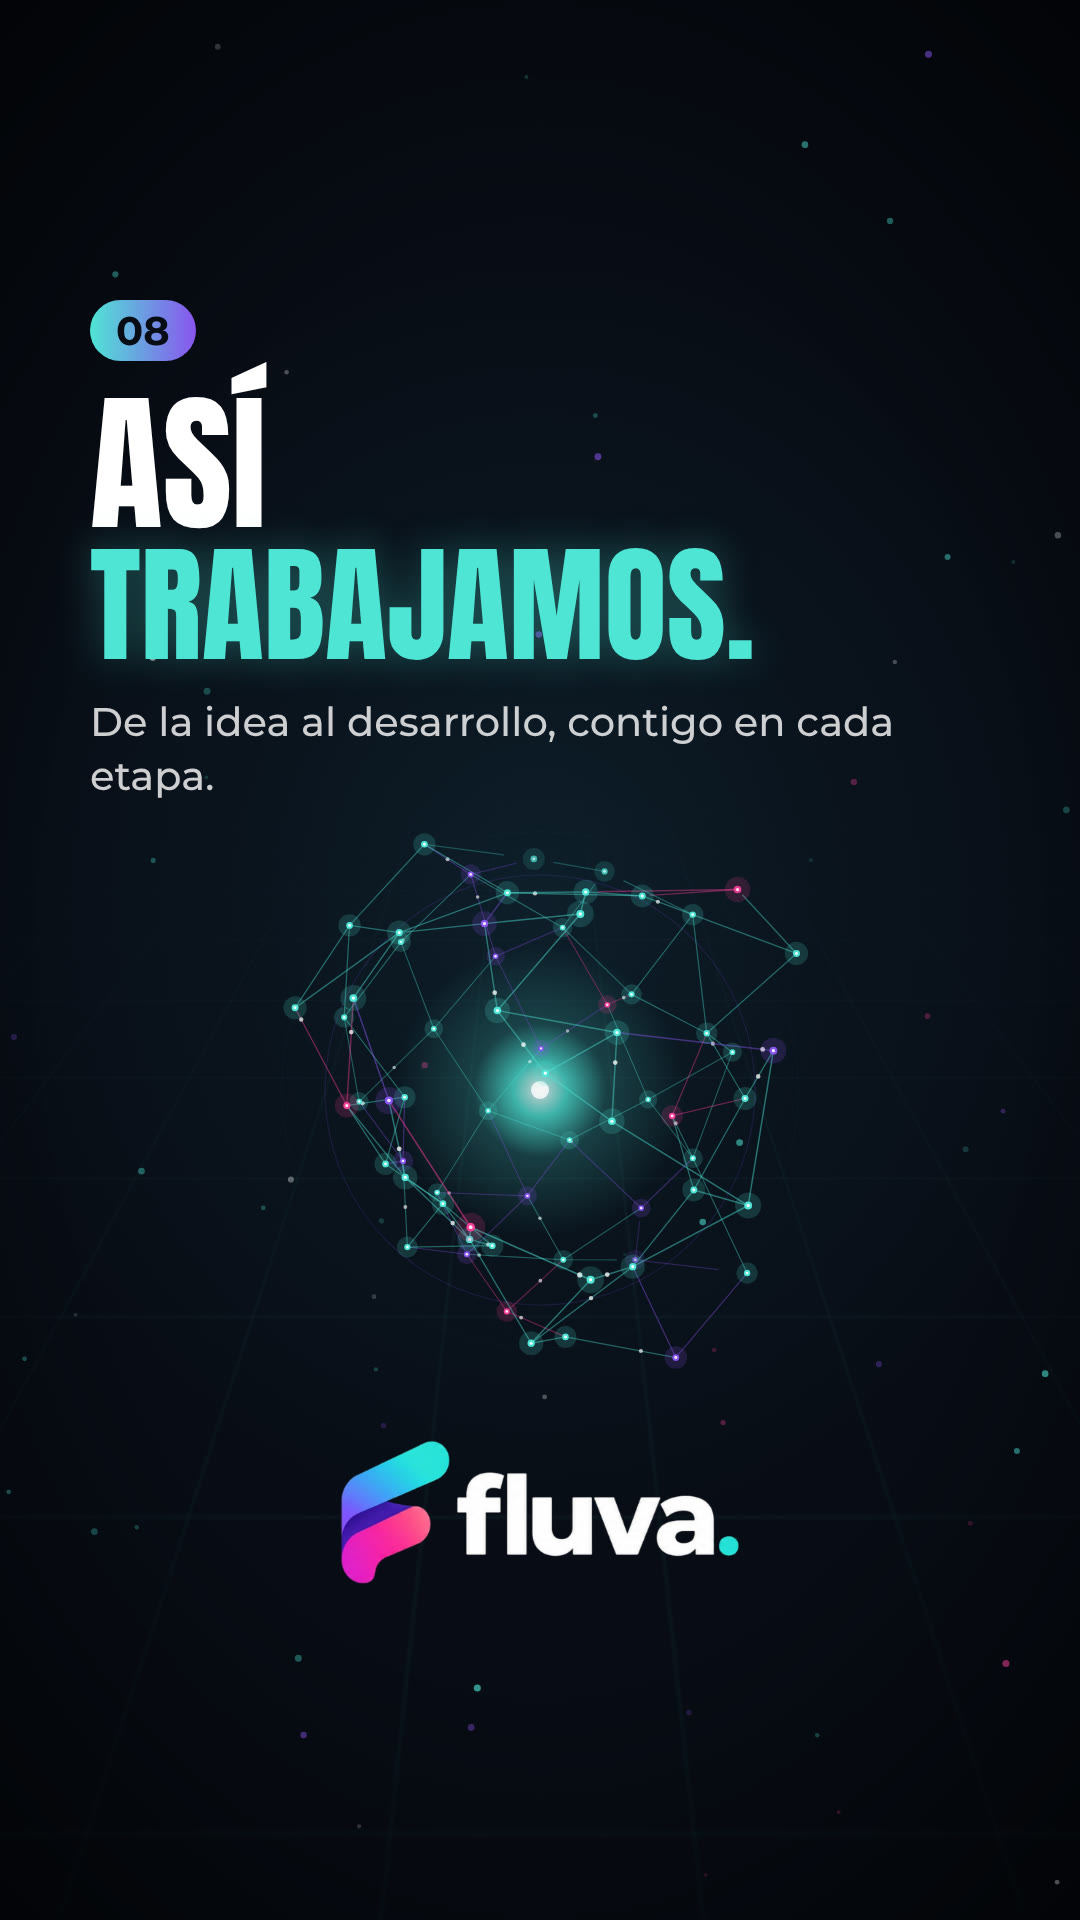 08
ASÍ
TRABAJAMOS.
De la idea al desarrollo, contigo en cada
etapa.
fluva.